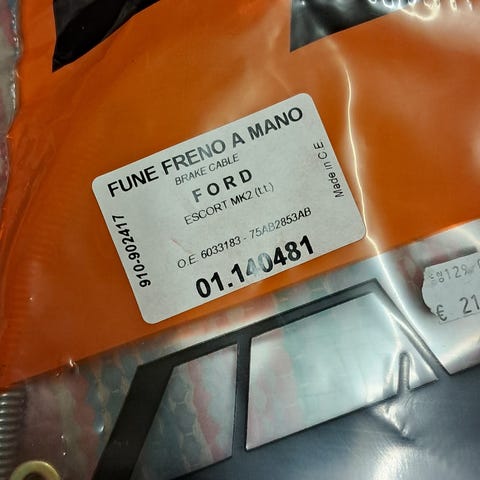 FUNE FRENO A MANO
BRAKE CABLE
FORD
ESCORT MK2 (t.t.)
O.E. 6033183 - 75AB2853AB
01.140481
910-902417
Made in C E
€ 21